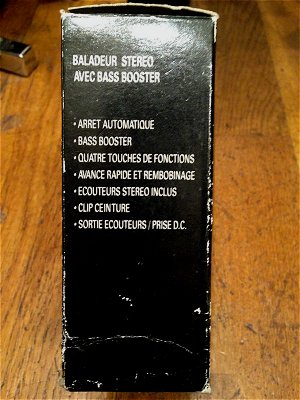 BALADEUR STEREO
AVEC BASS BOOSTER
• ARRET AUTOMATIQUE
• BASS BOOSTER
• QUATRE TOUCHES DE FONCTIONS
• AVANCE RAPIDE ET REMBOBINAGE
• ECOUTEURS STEREO INCLUS
• CLIP CEINTURE
• SORTIE ECOUTEURS / PRISE D.C.